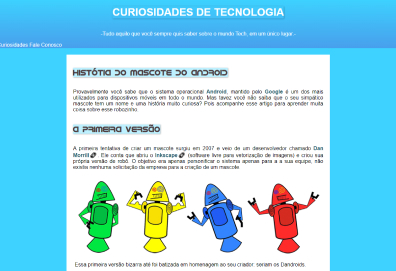 CURIOSIDADES DE TECNOLOGIA
-Tudo aquilo que você sempre quis saber sobre o mundo Tech, em um único lugar.-
uriosidades Fale Conosco
História do Mascote do Android
Provavelmente você sabe que o sistema operacional Android, mantido pelo Google é um dos mais
utilizados para dispositivos móveis em todo o mundo. Mas talvez você não saiba que o seu simpático
mascote tem um nome e uma história muito curiosa? Pois acompanhe esse artigo para aprender muita
coisa sobre esse robozinho.
A primeira versão
A primeira tentativa de criar um mascote surgiu em 2007 e veio de um desenvolvedor chamado Dan
Morrill. Ele conta que abriu o Inkscape (software livre para vetorização de imagens) e criou sua
própria versão de robô. O objetivo era apenas personificar o sistema apenas para a sua equipe, não
existia nenhuma solicitação da empresa para a criação de um mascote.
Essa primeira versão bizarra até foi batizada em homenagem ao seu criador: seriam os Dandroids.